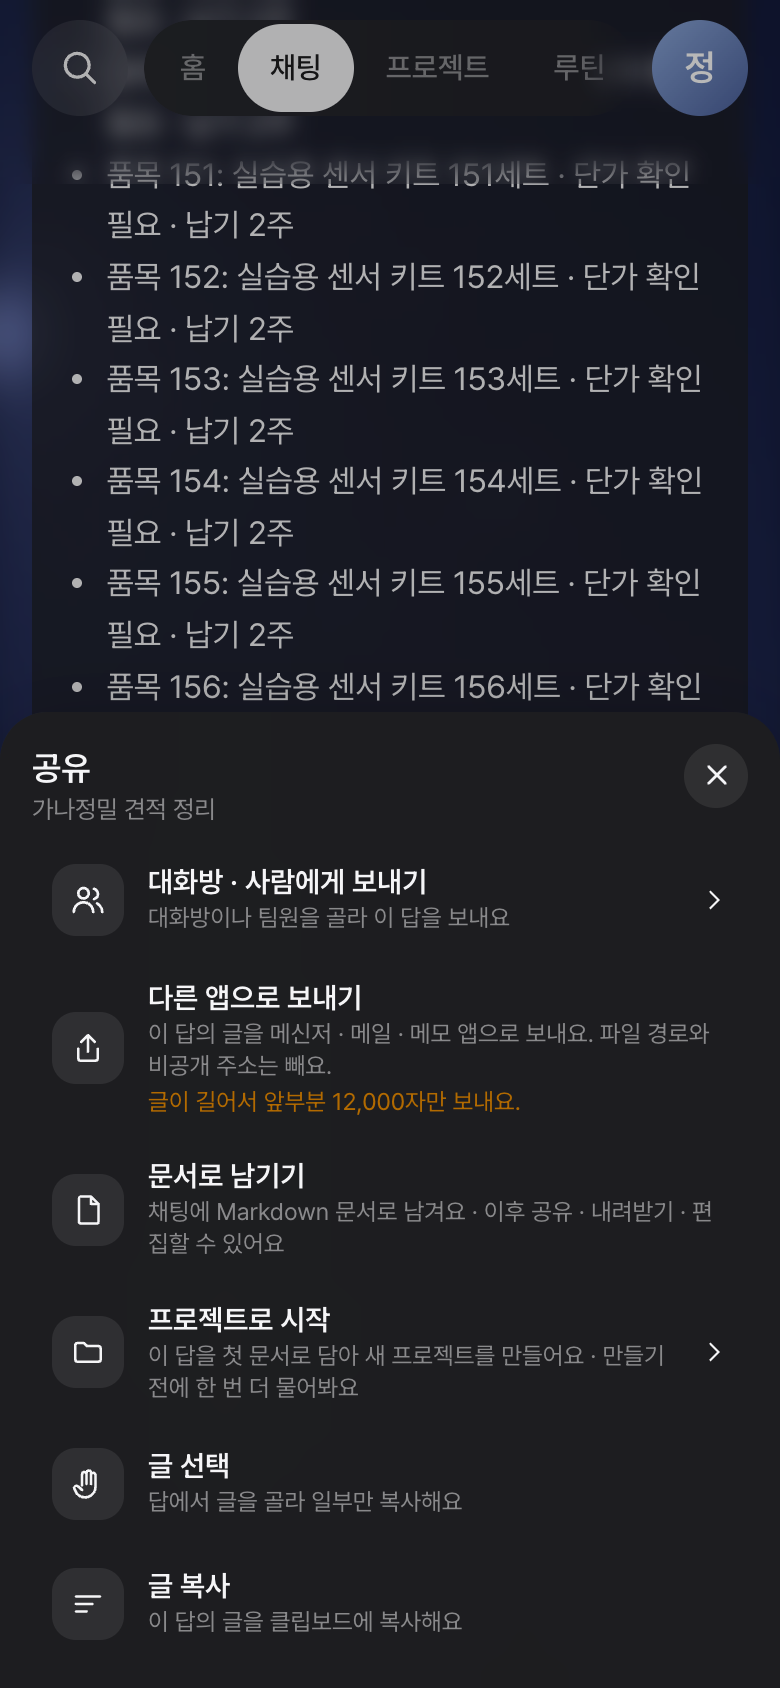 홈
채팅
프로젝트
루틴
정
품목 151: 실습용 센서 키트 151세트 · 단가 확인
필요 · 납기 2주
품목 152: 실습용 센서 키트 152세트 · 단가 확인
필요 · 납기 2주
품목 153: 실습용 센서 키트 153세트 · 단가 확인
필요 · 납기 2주
품목 154: 실습용 센서 키트 154세트 · 단가 확인
필요 · 납기 2주
품목 155: 실습용 센서 키트 155세트 · 단가 확인
필요 · 납기 2주
품목 156: 실습용 센서 키트 156세트 · 단가 확인
공유
가나정밀 견적 정리
대화방 · 사람에게 보내기
대화방이나 팀원을 골라 이 답을 보내요
다른 앱으로 보내기
이 답의 글을 메신저 · 메일 · 메모 앱으로 보내요. 파일 경로와
비공개 주소는 빼요.
글이 길어서 앞부분 12,000자만 보내요.
문서로 남기기
채팅에 Markdown 문서로 남겨요 · 이후 공유 · 내려받기 · 편
집할 수 있어요
프로젝트로 시작
이 답을 첫 문서로 담아 새 프로젝트를 만들어요 · 만들기
전에 한 번 더 물어봐요
글 선택
답에서 글을 골라 일부만 복사해요
글 복사
이 답의 글을 클립보드에 복사해요